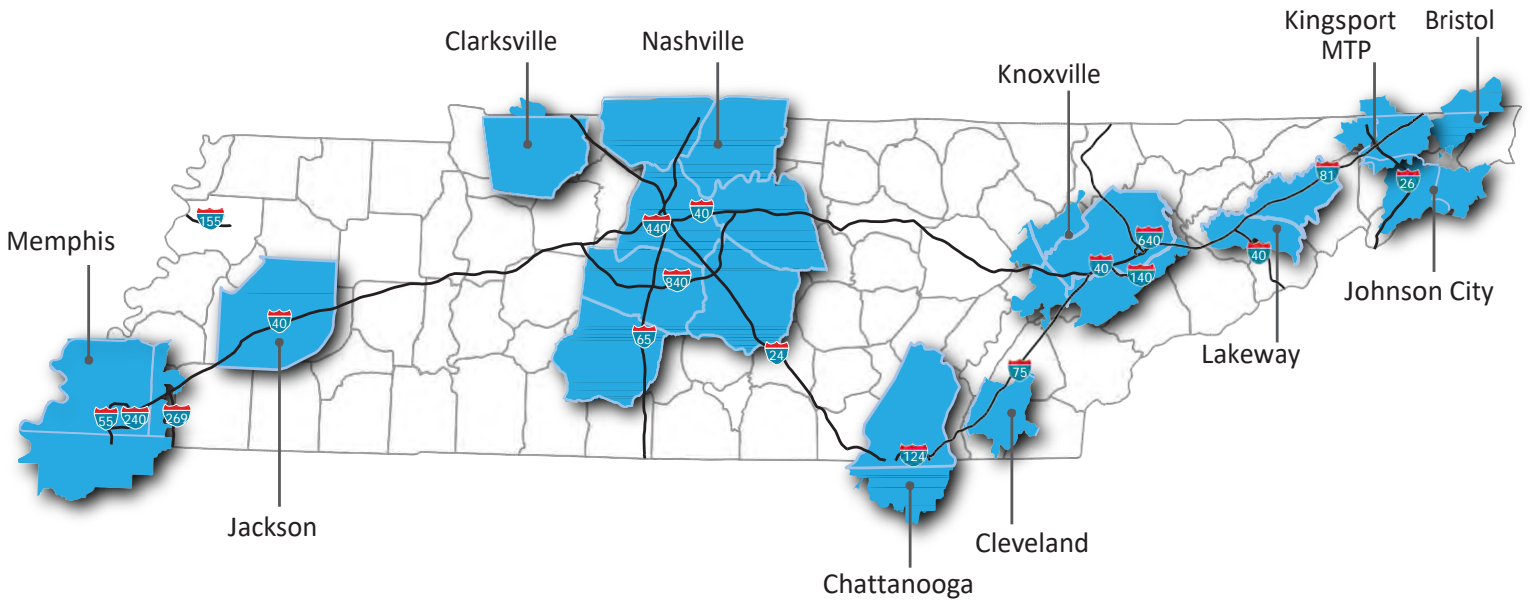 Kingsport
MTP
Bristol
Clarksville
Nashville
Knoxville
81
26
155
440
40
640
Memphis
40
140
40
840
Johnson City
40
65
24
Lakeway
75
55
240
269
124
Jackson
Cleveland
Chattanooga